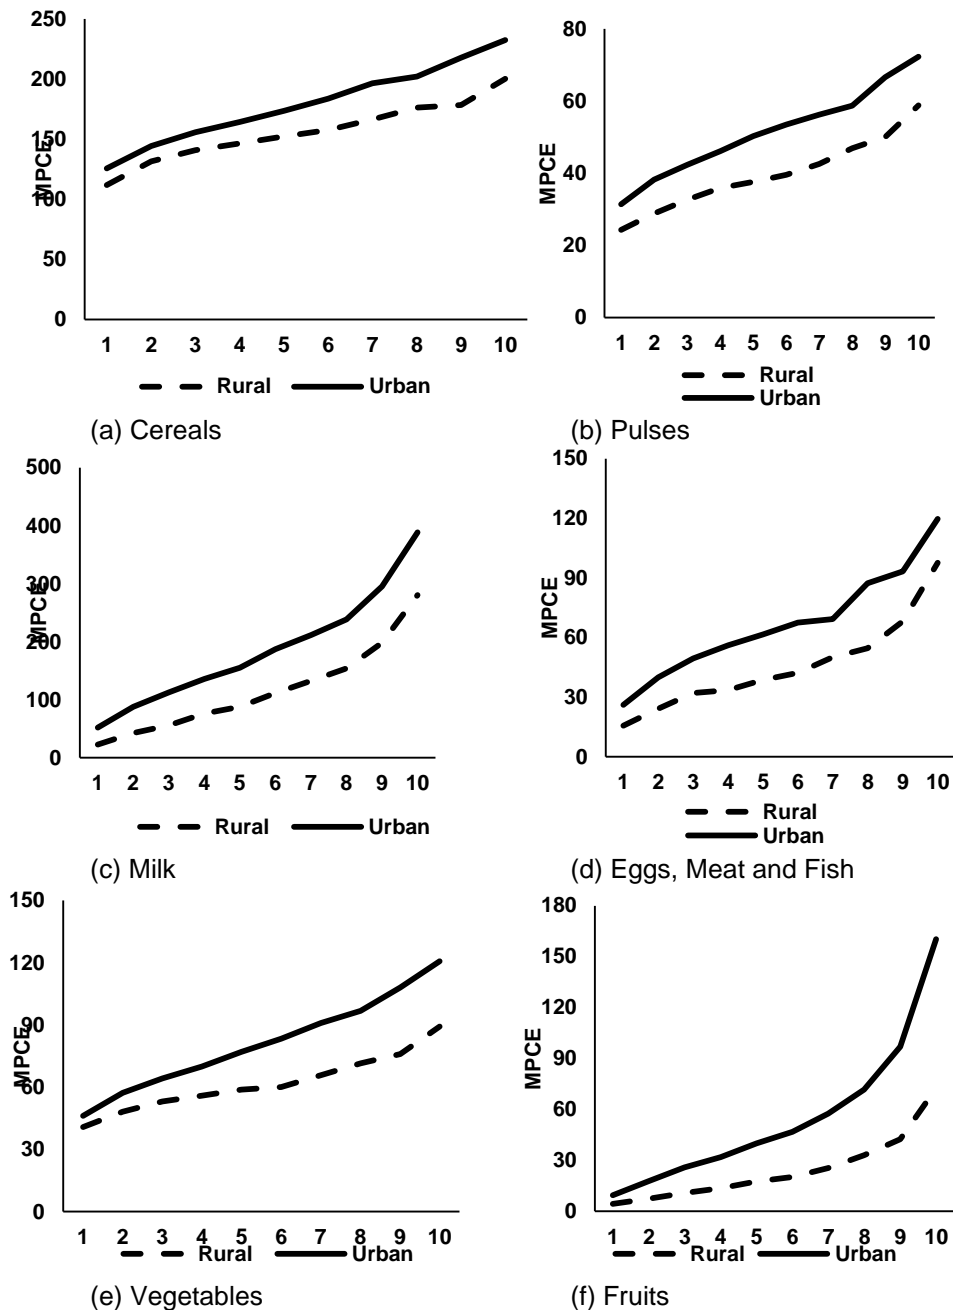 250
200
150
100
50
0
MPCE
1 2 3 4 5 6 7 8 9 10
Rural Urban
(a) Cereals
80
60
40
20
0
MPCE
1 2 3 4 5 6 7 8 9 10
Rural
Urban
(b) Pulses
500
400
300
200
100
0
MPCE
1 2 3 4 5 6 7 8 9 10
Rural Urban
(c) Milk
150
120
90
60
30
0
MPCE
1 2 3 4 5 6 7 8 9 10
Rural
Urban
(d) Eggs, Meat and Fish
150
120
90
60
30
0
MPCE
1 2 3 4 5 6 7 8 9 10
Rural Urban
(e) Vegetables
180
150
120
90
60
30
0
MPCE
1 2 3 4 5 6 7 8 9 10
Rural Urban
(f) Fruits